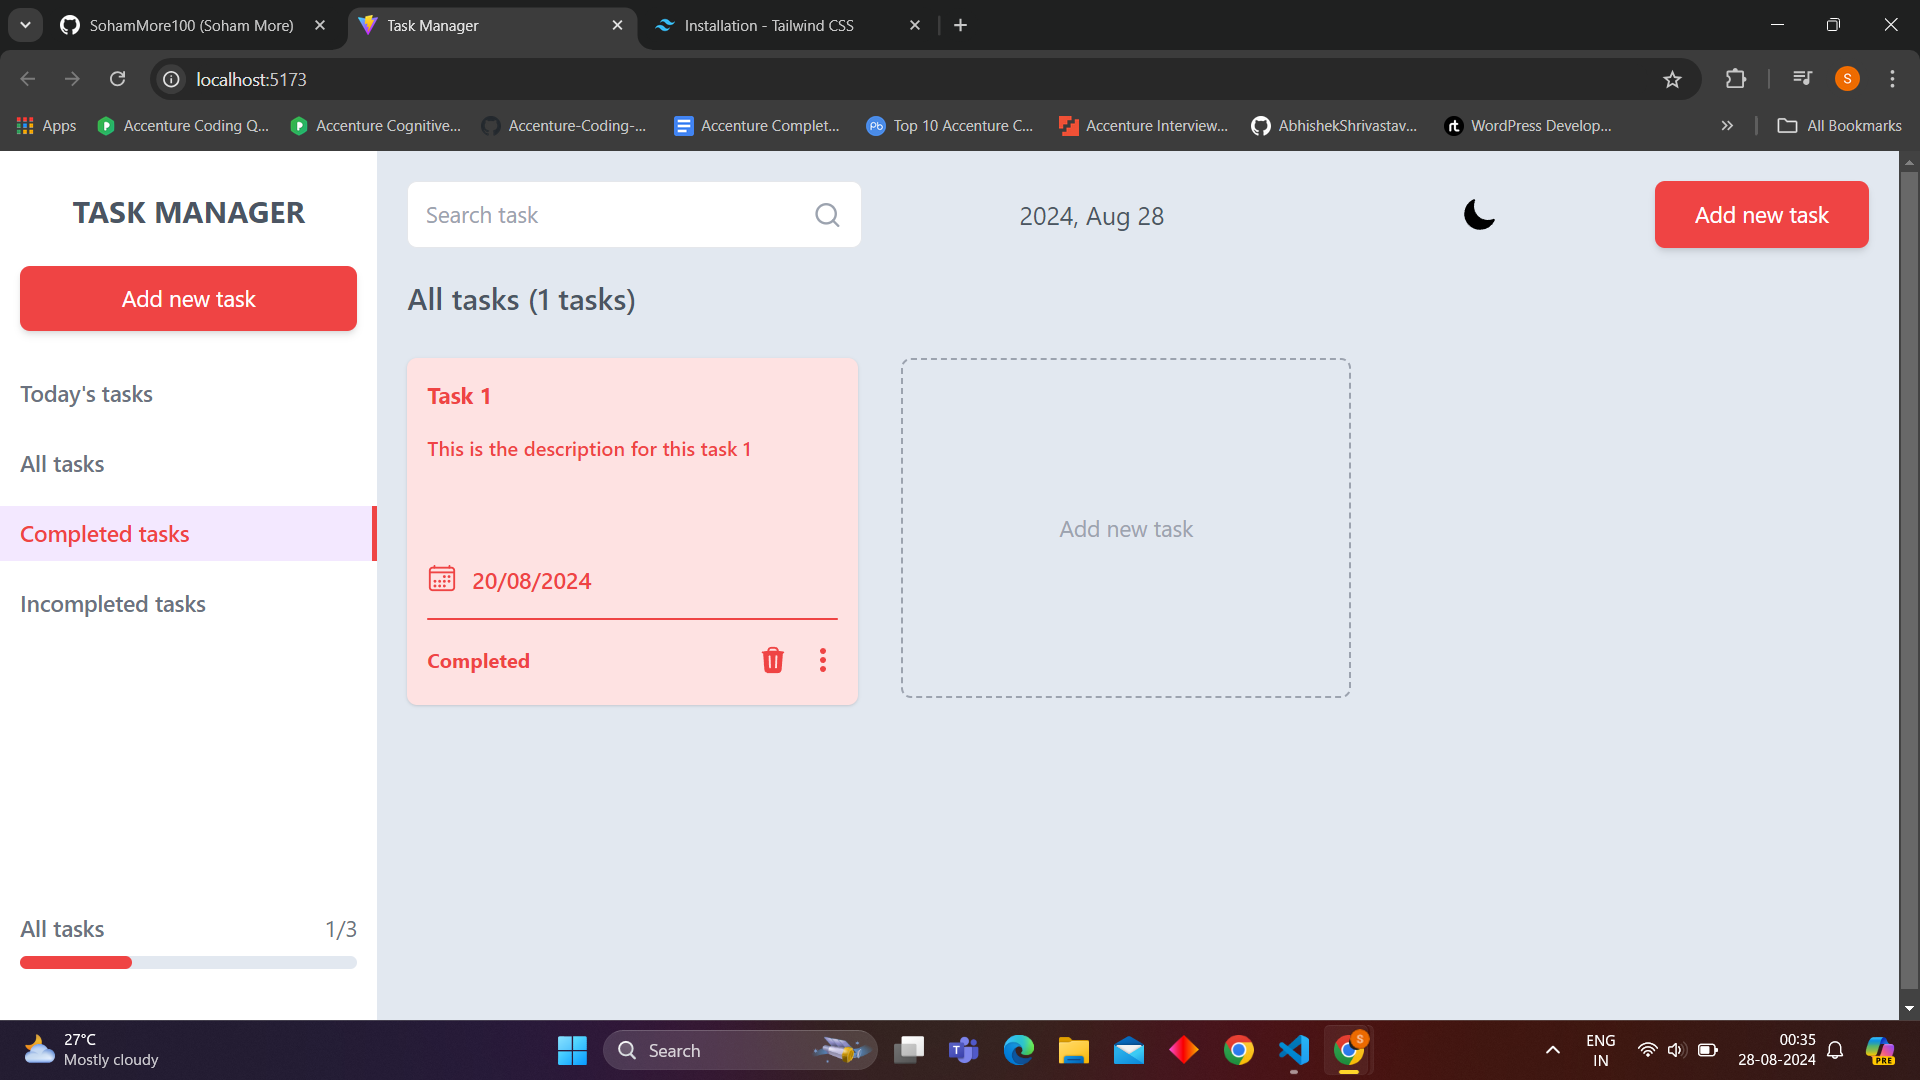 SohamMore100 (Soham More)
Task Manager
Installation - Tailwind CSS
localhost:5173
S
Apps
Accenture Coding Q...
Accenture Cognitive...
Accenture-Coding-...
Accenture Complet...
Top 10 Accenture C...
Accenture Interview...
AbhishekShrivastav...
WordPress Develop...
All Bookmarks
TASK MANAGER
Add new task
Today's tasks
All tasks
Completed tasks
Incompleted tasks
All tasks
1/3
Search task
2024, Aug 28
Add new task
All tasks (1 tasks)
Task 1
This is the description for this task 1
20/08/2024
Completed
Add new task
27°C
Mostly cloudy
Search
S
ENG
IN
00:35
28-08-2024
PRE